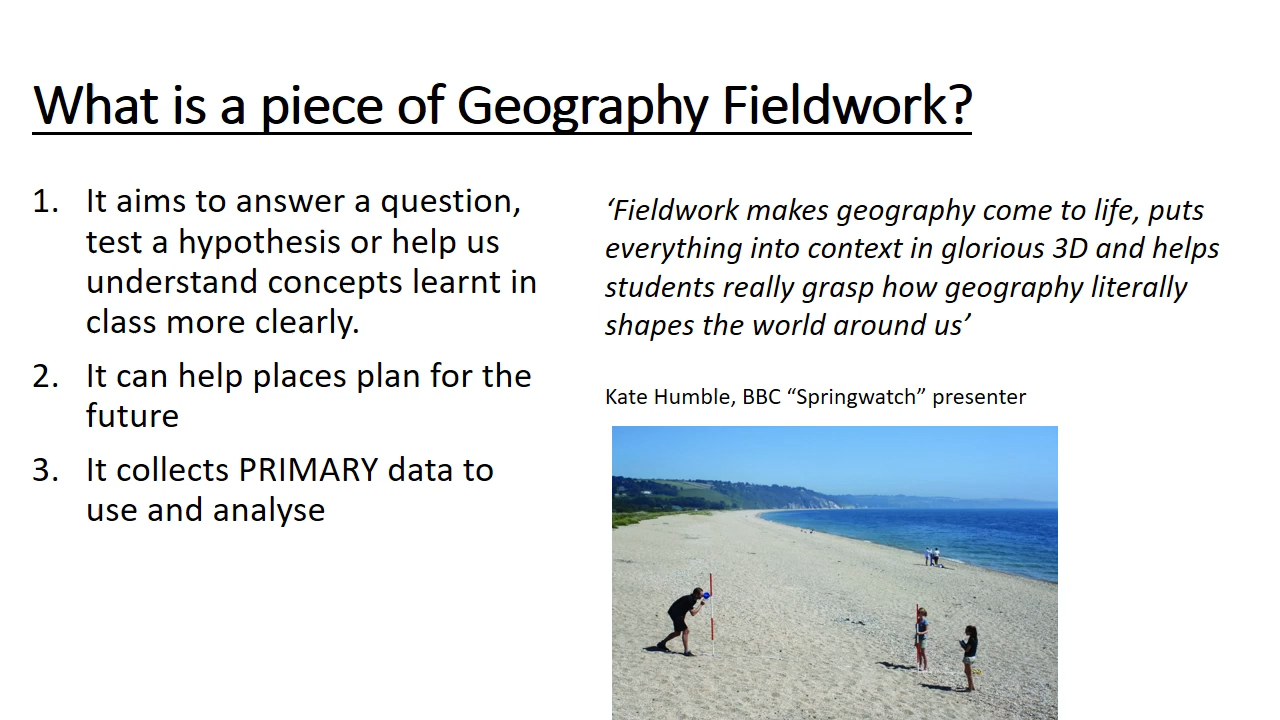 What is a piece of Geography Fieldwork?
1. It aims to answer a question,
test a hypothesis or help us
understand concepts learnt in
class more clearly.
2. It can help places plan for the
future
3. It collects PRIMARY data to
use and analyse
‘Fieldwork makes geography come to life, puts
everything into context in glorious 3D and helps
students really grasp how geography literally
shapes the world around us’
Kate Humble, BBC “Springwatch” presenter